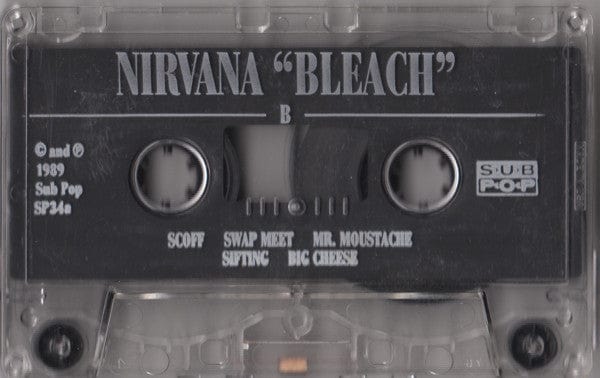 NIRVANA “BLEACH”
B
© and ℗
1989
Sub Pop
SP34a
SUB
POP
SCOFF SWAP MEET MR. MOUSTACHE
SIFTING BIG CHEESE